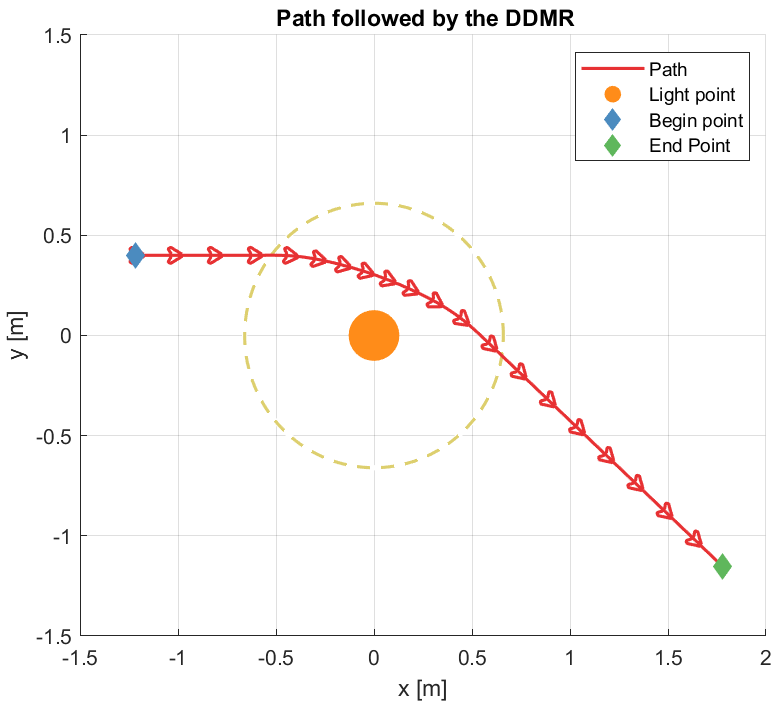 Path followed by the DDMR
Path
Light point
Begin point
End Point
1.5
1
0.5
0
-0.5
-1
-1.5
y [m]
-1.5
-1
-0.5
0
0.5
1
1.5
2
x [m]